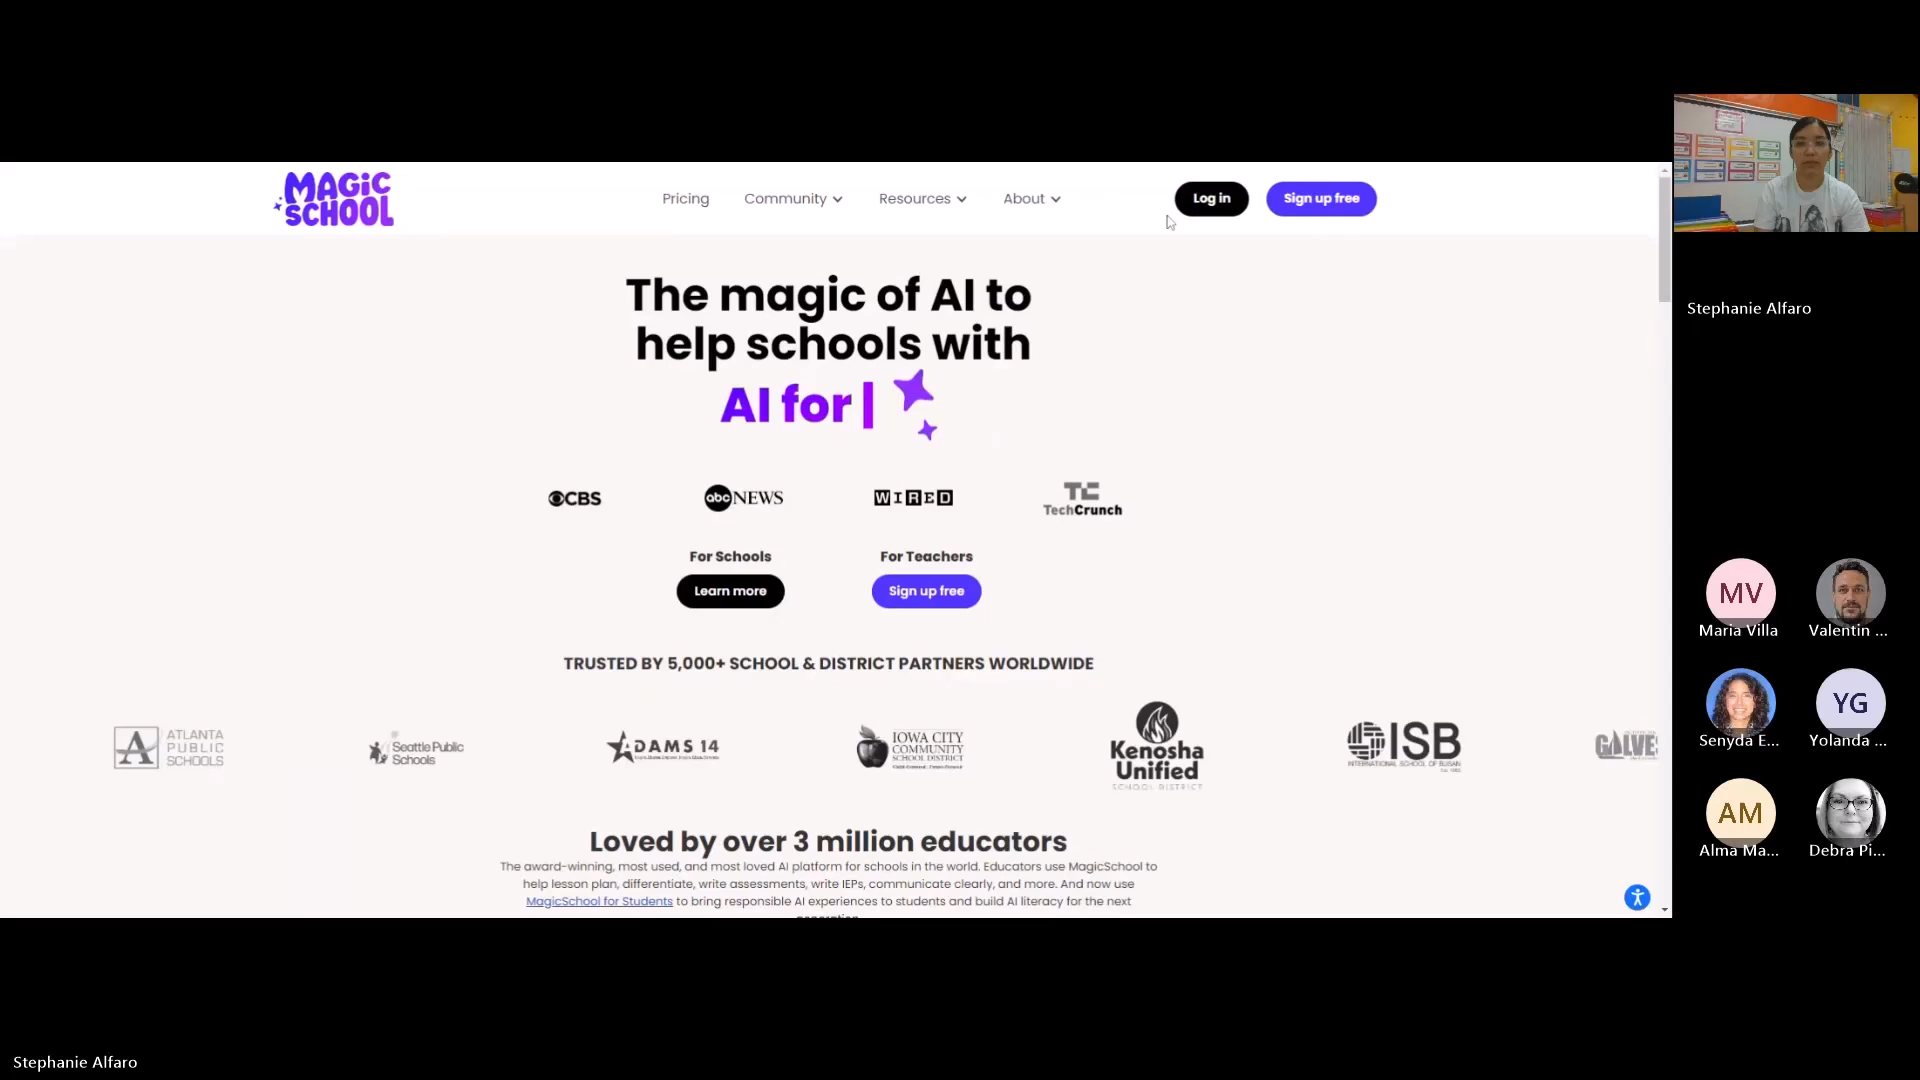 MAGIC SCHOOL
Pricing
Community
Resources
About
Log in
Sign up free
The magic of AI to
help schools with
AI for
CBS
abc NEWS
WIRED
TC TechCrunch
For Schools
For Teachers
Learn more
Sign up free
TRUSTED BY 5,000+ SCHOOL & DISTRICT PARTNERS WORLDWIDE
ATLANTA PUBLIC SCHOOLS
Seattle Public Schools
ADAMS 14
IOWA CITY COMMUNITY SCHOOL DISTRICT
Kenosha Unified SCHOOL DISTRICT
ISB INTERNATIONAL SCHOOL OF BUSAN
GALVE
Loved by over 3 million educators
The award-winning, most used, and most loved AI platform for schools in the world. Educators use MagicSchool to
help lesson plan, differentiate, write assessments, write IEPs, communicate clearly, and more. And now use
MagicSchool for Students to bring responsible AI experiences to students and build AI literacy for the next
Stephanie Alfaro
MV
Maria Villa
Valentin ...
Senyda E...
YG
Yolanda ...
AM
Alma Ma...
Debra Pi...
Stephanie Alfaro